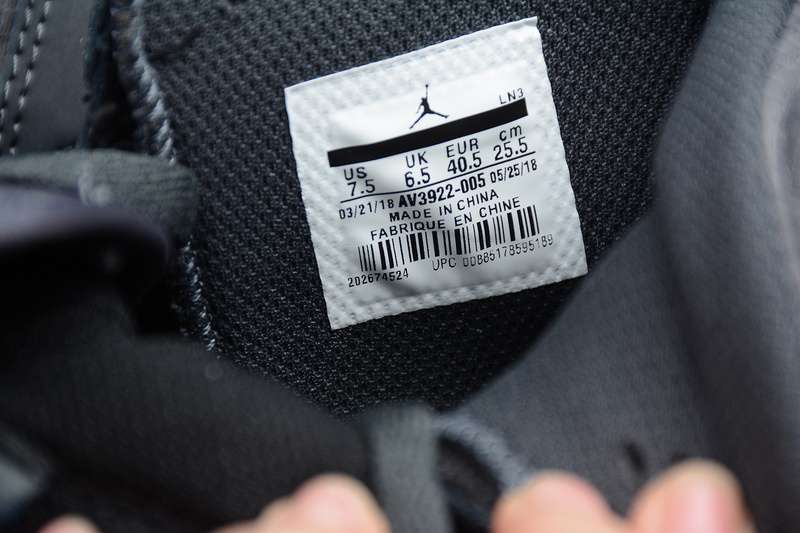 LN3
US UK EUR cm
7.5 6.5 40.5 25.5
03/21/18 AV3922-005 05/25/18
MADE IN CHINA
FABRIQUE EN CHINE
202674524 UPC 00885178595189